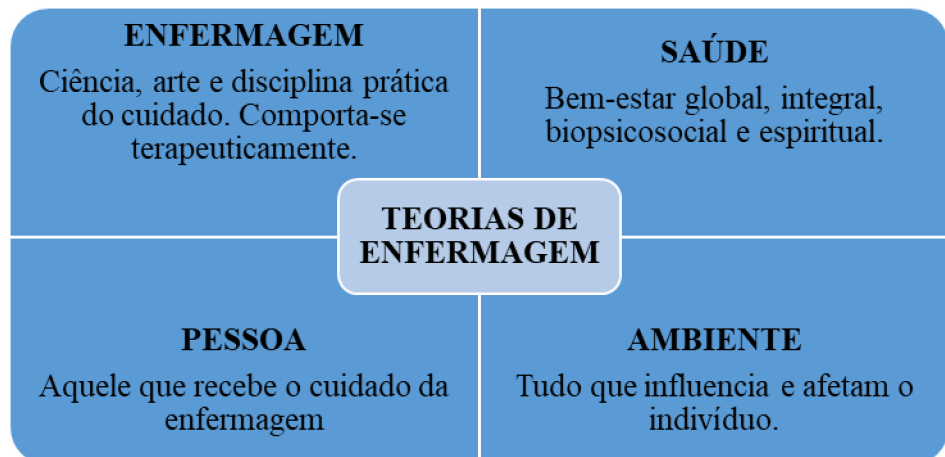 ENFERMAGEM
Ciência, arte e disciplina prática
do cuidado. Comporta-se
terapeuticamente.
SAÚDE
Bem-estar global, integral,
biopsicosocial e espiritual.
TEORIAS DE
ENFERMAGEM
PESSOA
Aquele que recebe o cuidado da
enfermagem
AMBIENTE
Tudo que influencia e afetam o
indivíduo.